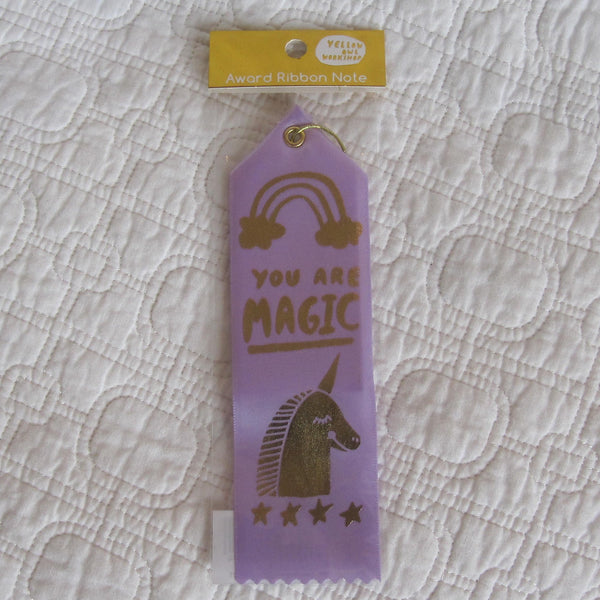 YELLOW
OWL
WORKSHOP
Award Ribbon Note
YOU ARE
MAGIC